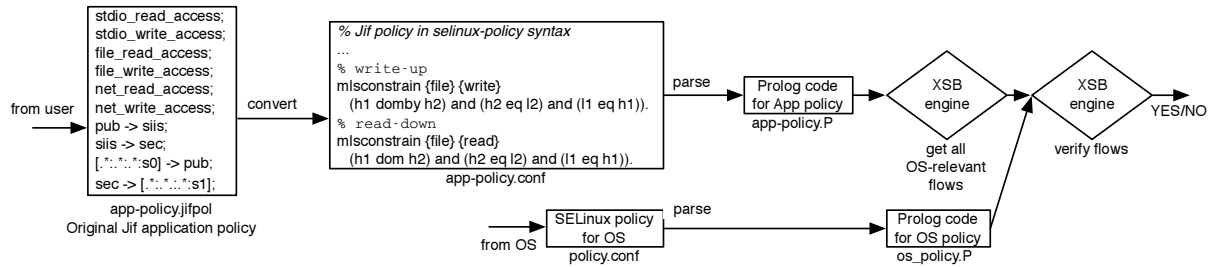 from user
stdio_read_access;
stdio_write_access;
file_read_access;
file_write_access;
net_read_access;
net_write_access;
pub -> siis;
siis -> sec;
[.*:.*:.*:s0] -> pub;
sec -> [.*:.*.:.*:s1];
app-policy.jifpol
Original Jif application policy
convert
% Jif policy in selinux-policy syntax
...
% write-up
mlsconstrain {file} {write}
(h1 domby h2) and (h2 eq l2) and (l1 eq h1)).
% read-down
mlsconstrain {file} {read}
(h1 dom h2) and (h2 eq l2) and (l1 eq h1)).
app-policy.conf
parse
Prolog code
for App policy
app-policy.P
XSB
engine
get all
OS-relevant
flows
XSB
engine
verify flows
YES/NO
from OS
SELinux policy
for OS
policy.conf
parse
Prolog code
for OS policy
os_policy.P